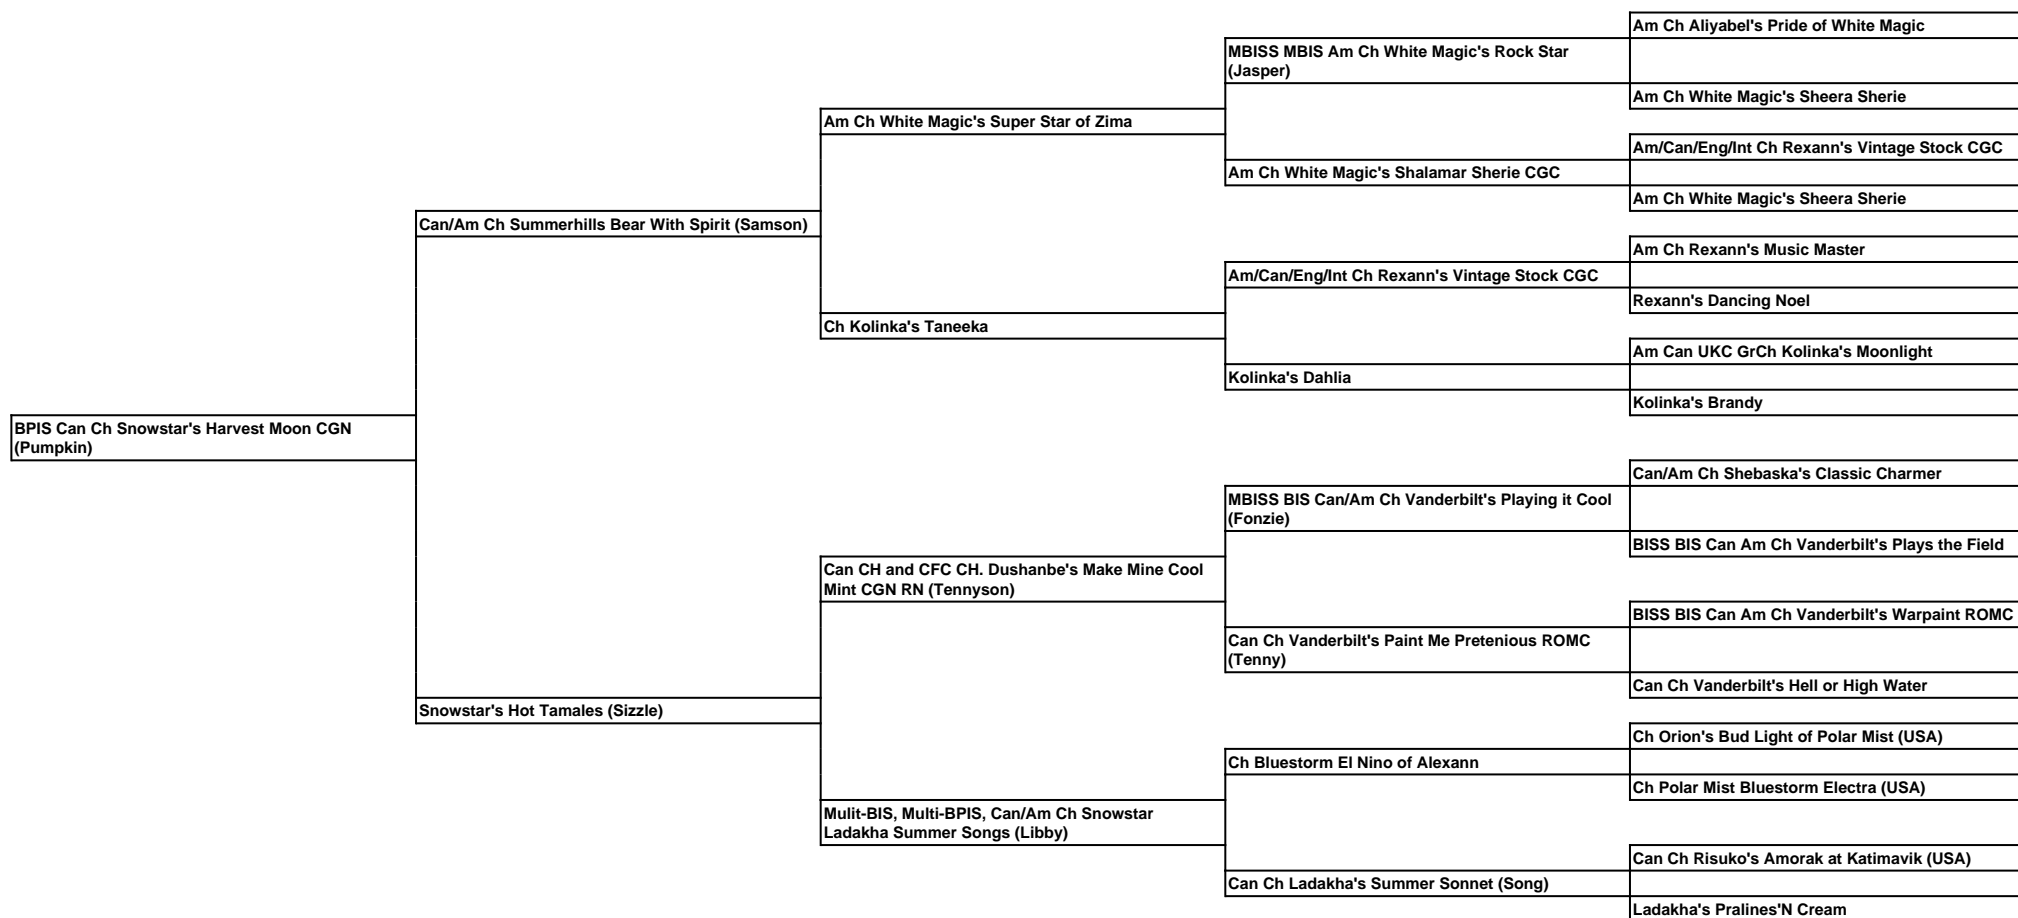 Am Ch Aliyabel's Pride of White Magic
MBISS MBIS Am Ch White Magic's Rock Star
(Jasper)
Am Ch White Magic's Sheera Sherie
Am Ch White Magic's Super Star of Zima
Am/Can/Eng/Int Ch Rexann's Vintage Stock CGC
Am Ch White Magic's Shalamar Sherie CGC
Am Ch White Magic's Sheera Sherie
Can/Am Ch Summerhills Bear With Spirit (Samson)
Am Ch Rexann's Music Master
Am/Can/Eng/Int Ch Rexann's Vintage Stock CGC
Rexann's Dancing Noel
Ch Kolinka's Taneeka
Am Can UKC GrCh Kolinka's Moonlight
Kolinka's Dahlia
Kolinka's Brandy
BPIS Can Ch Snowstar's Harvest Moon CGN
(Pumpkin)
Can/Am Ch Shebaska's Classic Charmer
MBISS BIS Can/Am Ch Vanderbilt's Playing it Cool
(Fonzie)
BISS BIS Can Am Ch Vanderbilt's Plays the Field
Can CH and CFC CH. Dushanbe's Make Mine Cool
Mint CGN RN (Tennyson)
BISS BIS Can Am Ch Vanderbilt's Warpaint ROMC
Can Ch Vanderbilt's Paint Me Pretenious ROMC
(Tenny)
Can Ch Vanderbilt's Hell or High Water
Snowstar's Hot Tamales (Sizzle)
Ch Orion's Bud Light of Polar Mist (USA)
Ch Bluestorm El Nino of Alexann
Ch Polar Mist Bluestorm Electra (USA)
Mulit-BIS, Multi-BPIS, Can/Am Ch Snowstar
Ladakha Summer Songs (Libby)
Can Ch Risuko's Amorak at Katimavik (USA)
Can Ch Ladakha's Summer Sonnet (Song)
Ladakha's Pralines'N Cream